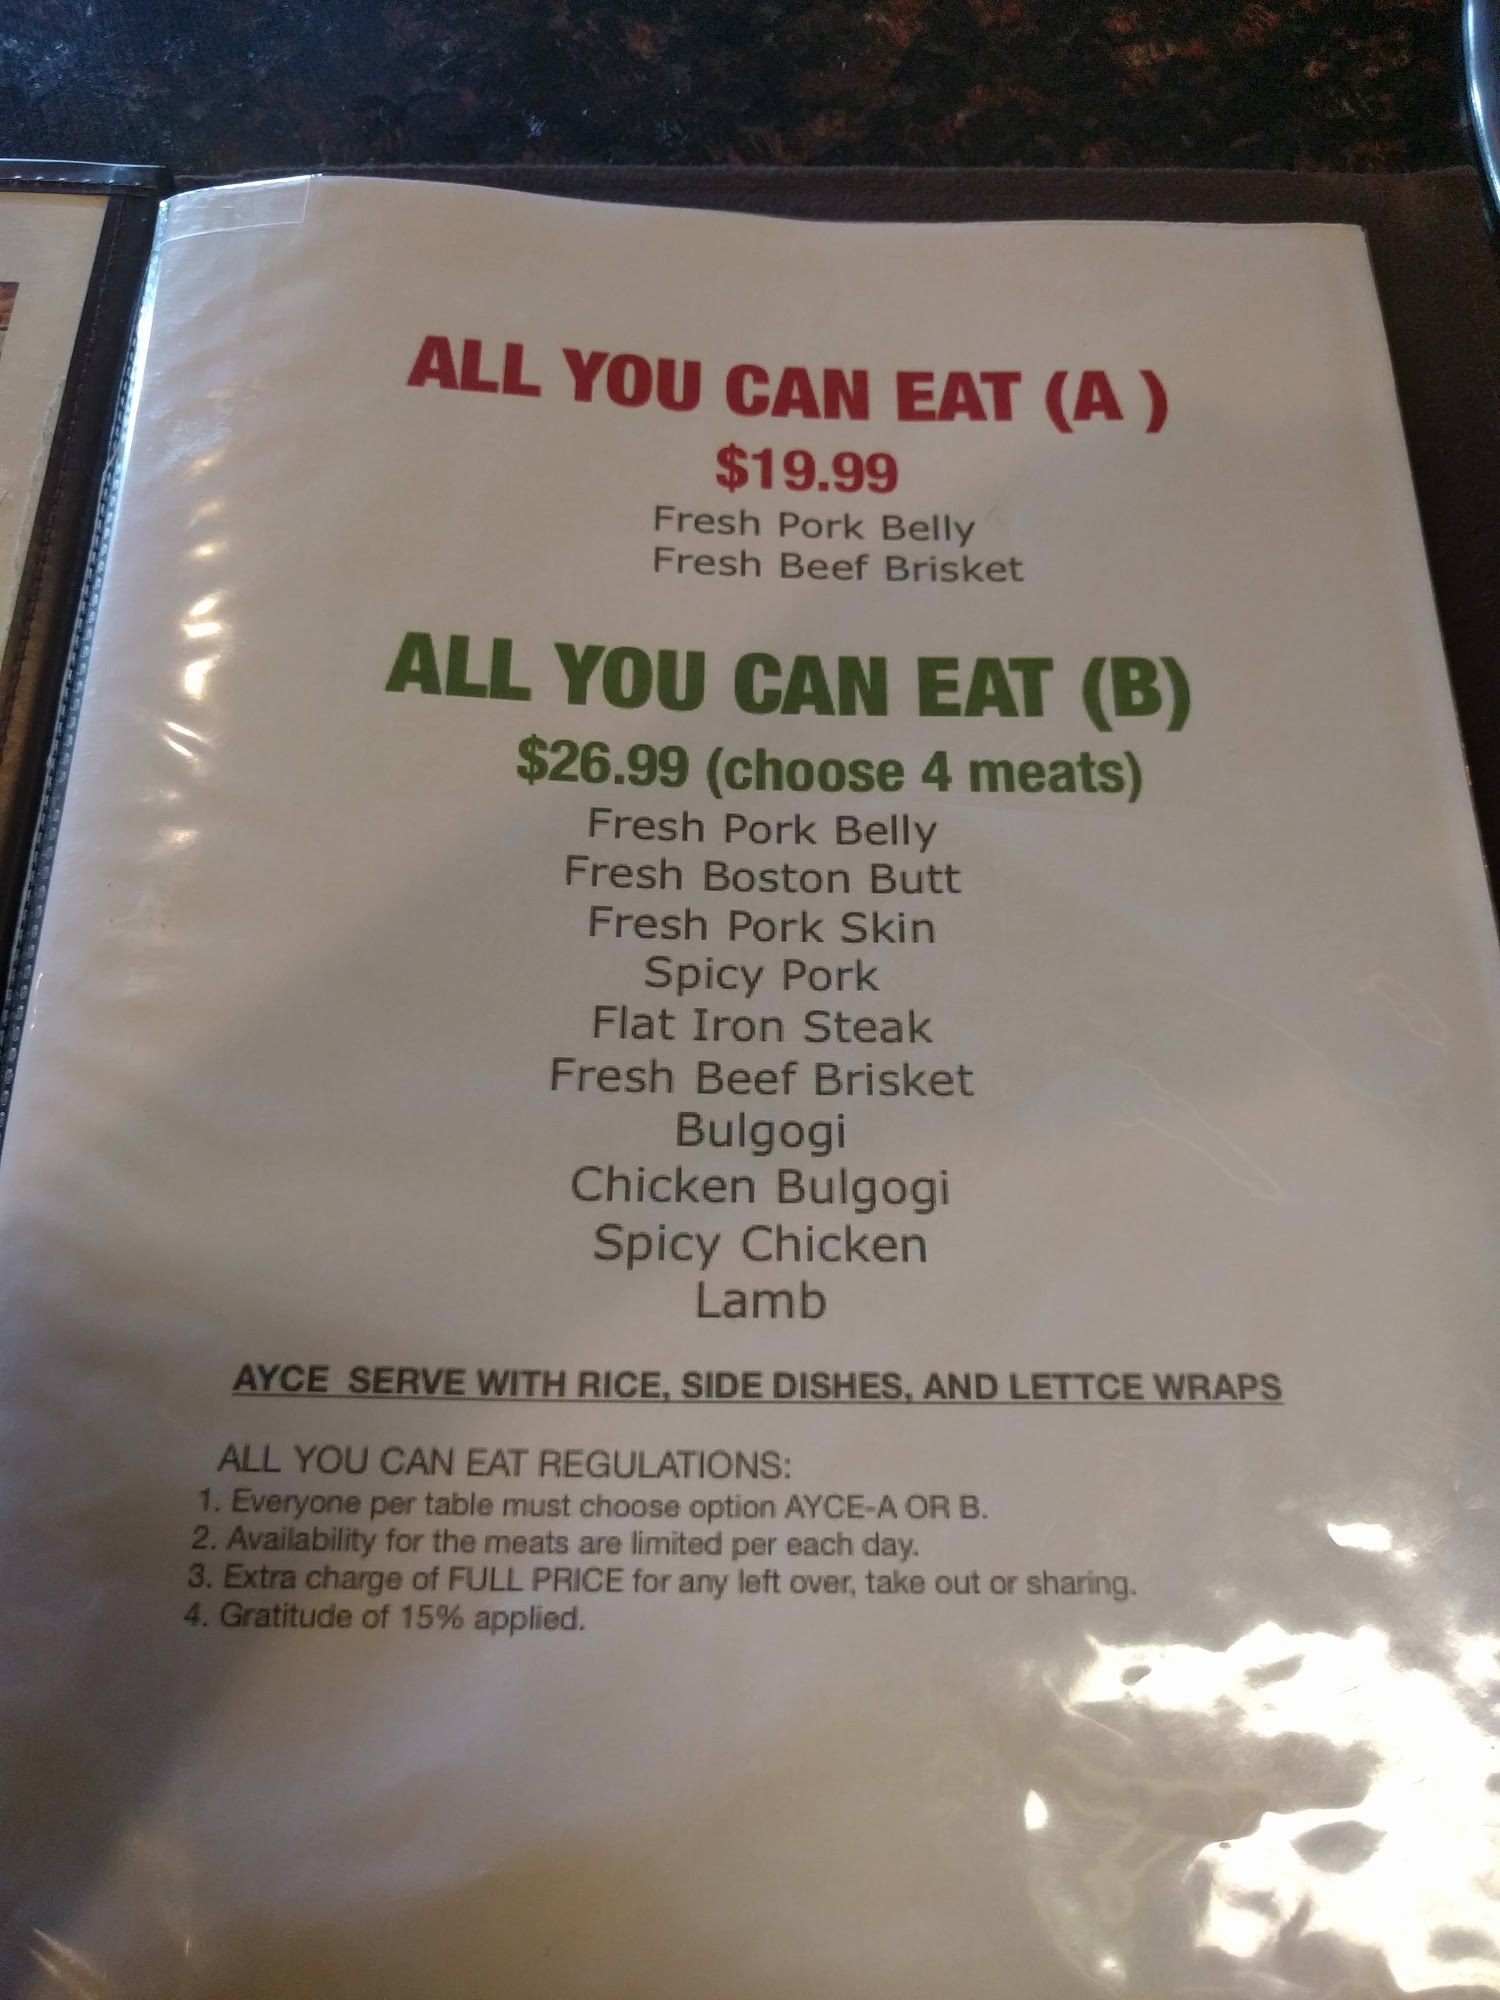 ALL YOU CAN EAT (A )
$19.99
Fresh Pork Belly
Fresh Beef Brisket
ALL YOU CAN EAT (B)
$26.99 (choose 4 meats)
Fresh Pork Belly
Fresh Boston Butt
Fresh Pork Skin
Spicy Pork
Flat Iron Steak
Fresh Beef Brisket
Bulgogi
Chicken Bulgogi
Spicy Chicken
Lamb
AYCE SERVE WITH RICE, SIDE DISHES, AND LETTCE WRAPS
ALL YOU CAN EAT REGULATIONS:
1. Everyone per table must choose option AYCE-A OR B.
2. Availability for the meats are limited per each day.
3. Extra charge of FULL PRICE for any left over, take out or sharing.
4. Gratitude of 15% applied.